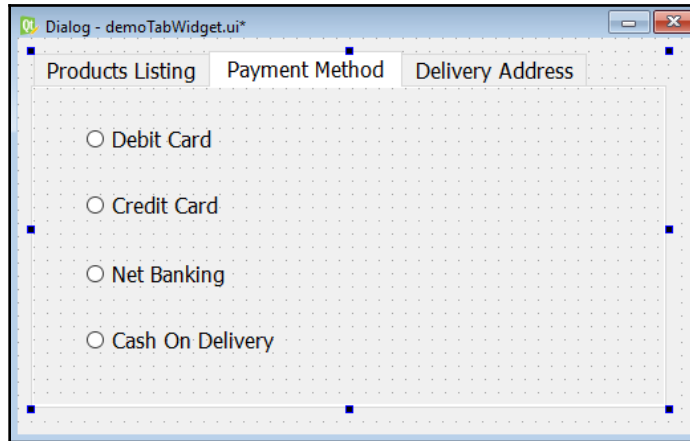 Dialog - demoTabWidget.ui*
Products Listing Payment Method Delivery Address
Debit Card
Credit Card
Net Banking
Cash On Delivery